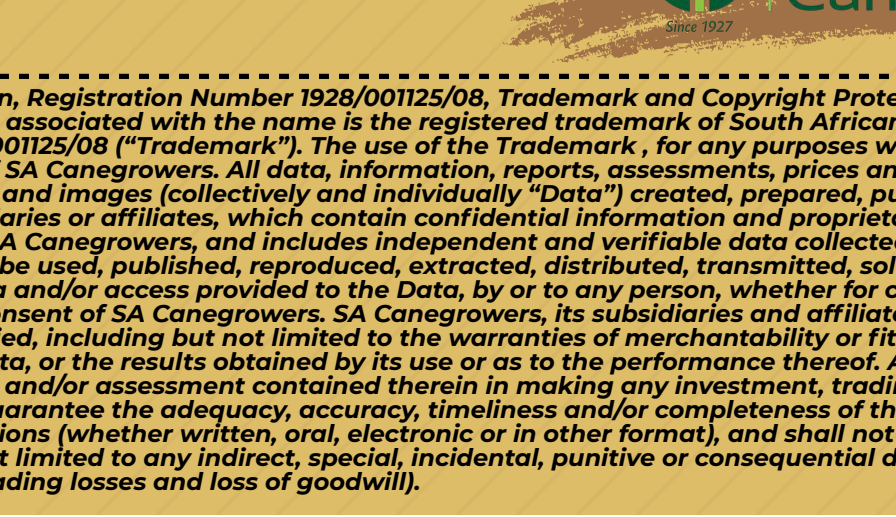 Can
Since 1927
n, Registration Number 1928/001125/08, Trademark and Copyright Prote
associated with the name is the registered trademark of South African
001125/08 (“Trademark”). The use of the Trademark , for any purposes w
f SA Canegrowers. All data, information, reports, assessments, prices an
and images (collectively and individually “Data”) created, prepared, pu
aries or affiliates, which contain confidential information and propriete
A Canegrowers, and includes independent and verifiable data collected
be used, published, reproduced, extracted, distributed, transmitted, sol
a and/or access provided to the Data, by or to any person, whether for c
onsent of SA Canegrowers. SA Canegrowers, its subsidiaries and affiliate
ied, including but not limited to the warranties of merchantability or fit
ta, or the results obtained by its use or as to the performance thereof. A
and/or assessment contained therein in making any investment, tradi
uarantee the adequacy, accuracy, timeliness and/or completeness of th
ions (whether written, oral, electronic or in other format), and shall not
t limited to any indirect, special, incidental, punitive or consequential d
ading losses and loss of goodwill).